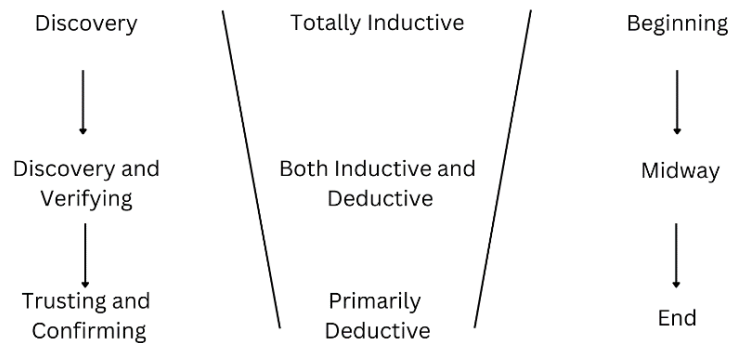 Discovery
Totally Inductive
Beginning
Discovery and
Verifying
Both Inductive and
Deductive
Midway
Trusting and
Confirming
Primarily
Deductive
End